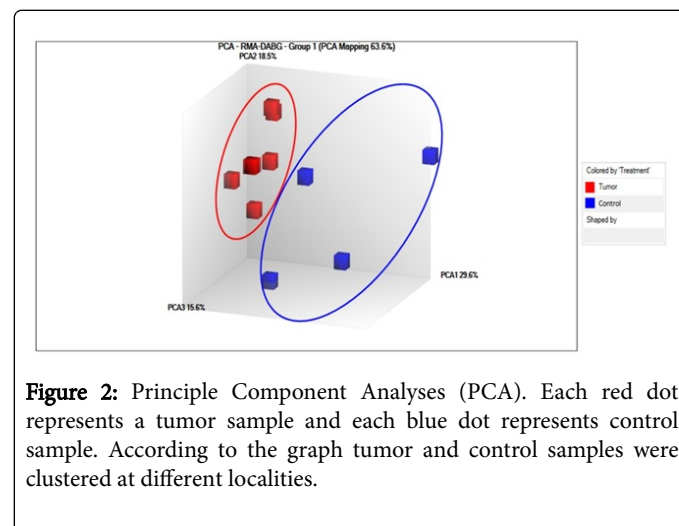 PCA - RMA-DABG - Group 1 (PCA Mapping 63.6%)
PCA2 18.5%
PCA1 29.6%
PCA3 15.6%
Colored by 'Treatment'
Tumor
Control
Shaped by
Figure 2: Principle Component Analyses (PCA). Each red dot
represents a tumor sample and each blue dot represents control
sample. According to the graph tumor and control samples were
clustered at different localities.